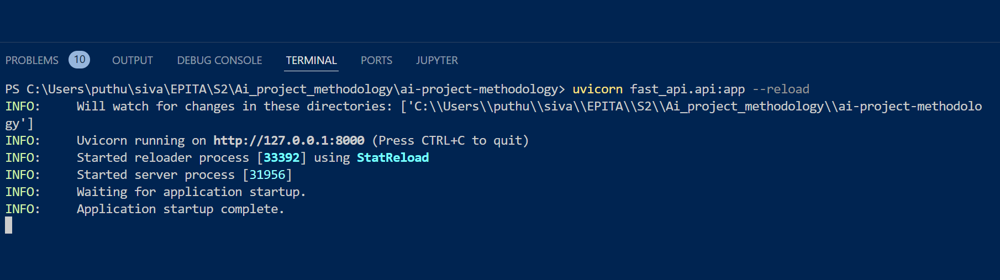 PROBLEMS 10 OUTPUT DEBUG CONSOLE TERMINAL PORTS JUPYTER
PS C:\Users\puthu\siva\EPITA\S2\Ai_project_methodology\ai-project-methodology> uvicorn fast_api.api:app --reload
INFO:     Will watch for changes in these directories: ['C:\\Users\\puthu\\siva\\EPITA\\S2\\Ai_project_methodology\\ai-project-methodolo
gy']
INFO:     Uvicorn running on http://127.0.0.1:8000 (Press CTRL+C to quit)
INFO:     Started reloader process [33392] using StatReload
INFO:     Started server process [31956]
INFO:     Waiting for application startup.
INFO:     Application startup complete.